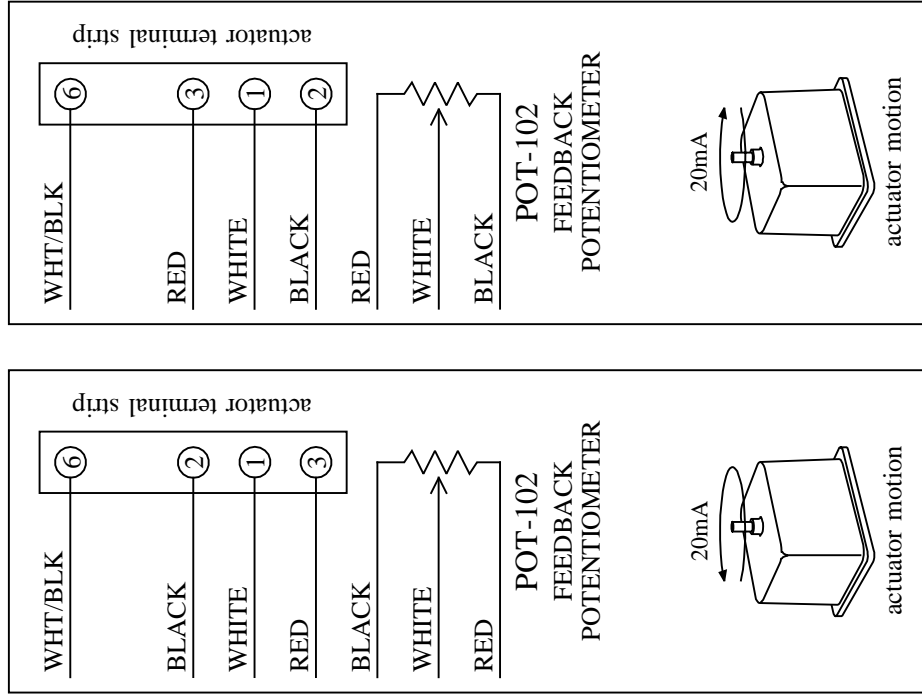 actuator terminal strip
6
3
1
2
WHT/BLK
RED
WHITE
BLACK
RED
WHITE
BLACK
POT-102
FEEDBACK
POTENTIOMETER
20mA
actuator motion
actuator terminal strip
6
2
1
3
WHT/BLK
BLACK
WHITE
RED
BLACK
WHITE
RED
POT-102
FEEDBACK
POTENTIOMETER
20mA
actuator motion